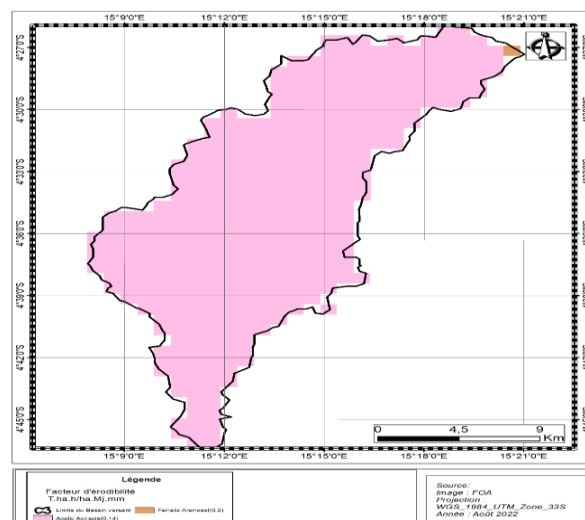 15°9'0"E 15°12'0"E 15°15'0"E 15°18'0"E 15°21'0"E
4°27'0"S
4°30'0"S
4°33'0"S
4°36'0"S
4°39'0"S
4°42'0"S
4°45'0"S
0 4,5 9
Km
15°9'0"E 15°12'0"E 15°15'0"E 15°18'0"E 15°21'0"E
Légende
Facteur d'érodibilité
T.ha.h/ha.Mj.mm
Limite du Bassin versant
Ferralic Arenosol(0.2)
(0.14)
Source:
Image : FOA
Projection :
WGS_1984_UTM_Zone_33S
Année : Août 2022